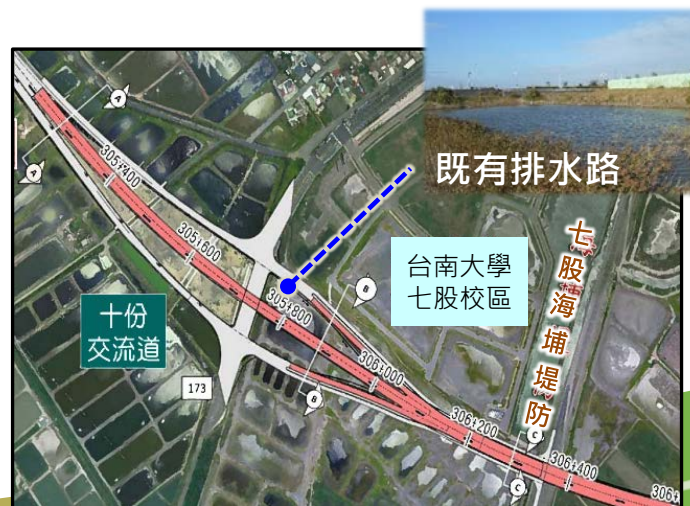 既有排水路
台南大學
七股校區
七股海埔堤防
十份
交流道
173
A
A
305+400
305+600
305+800
306+000
306+200
306+400
306+
B
B
C
C